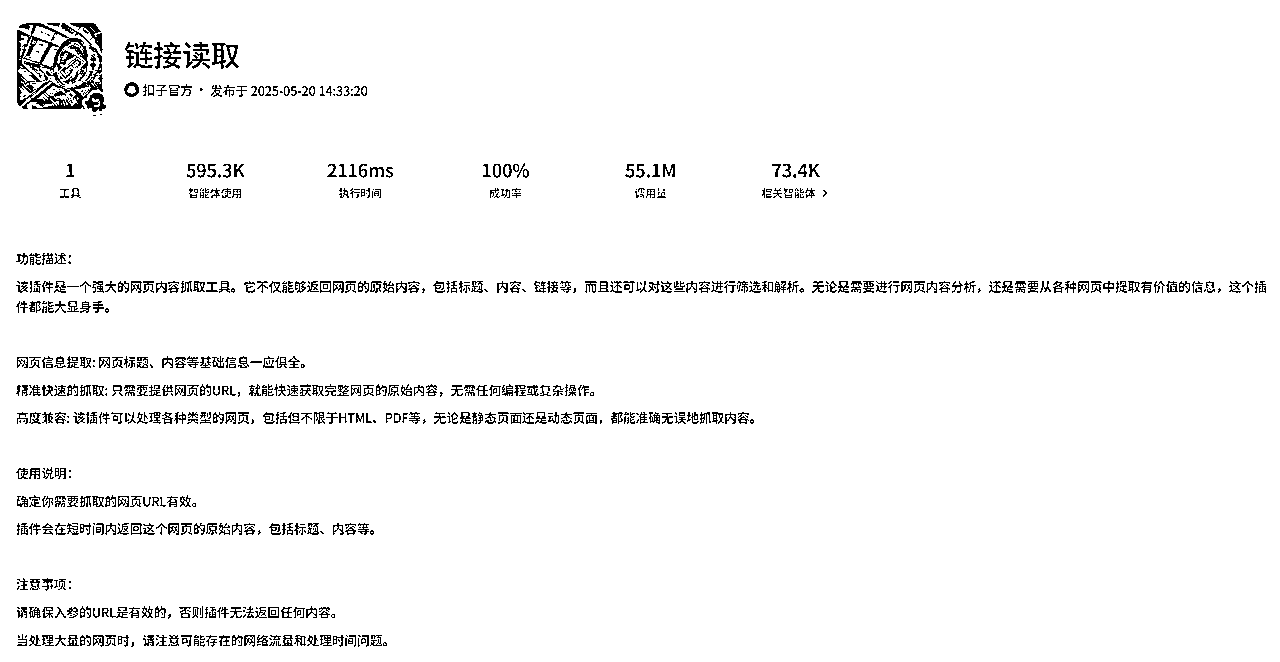 链接读取
扣子官方 · 发布于 2025-05-20 14:33:20
1 595.3K 2116ms 100% 55.1M 73.4K
工具 智能体使用 执行时间 成功率 调用量 相关智能体 >
功能描述：
该插件是一个强大的网页内容抓取工具。它不仅能够返回网页的原始内容，包括标题、内容、链接等，而且还可以对这些内容进行筛选和解析。无论是需要进行网页内容分析，还是需要从各种网页中提取有价值的信息，这个插
件都能大显身手。
网页信息提取: 网页标题、内容等基础信息一应俱全。
精准快速的抓取: 只需要提供网页的URL，就能快速获取完整网页的原始内容，无需任何编程或复杂操作。
高度兼容: 该插件可以处理各种类型的网页，包括但不限于HTML、PDF等，无论是静态页面还是动态页面，都能准确无误地抓取内容。
使用说明：
确定你需要抓取的网页URL有效。
插件会在短时间内返回这个网页的原始内容，包括标题、内容等。
注意事项：
请确保入参的URL是有效的，否则插件无法返回任何内容。
当处理大量的网页时，请注意可能存在的网络流量和处理时间问题。